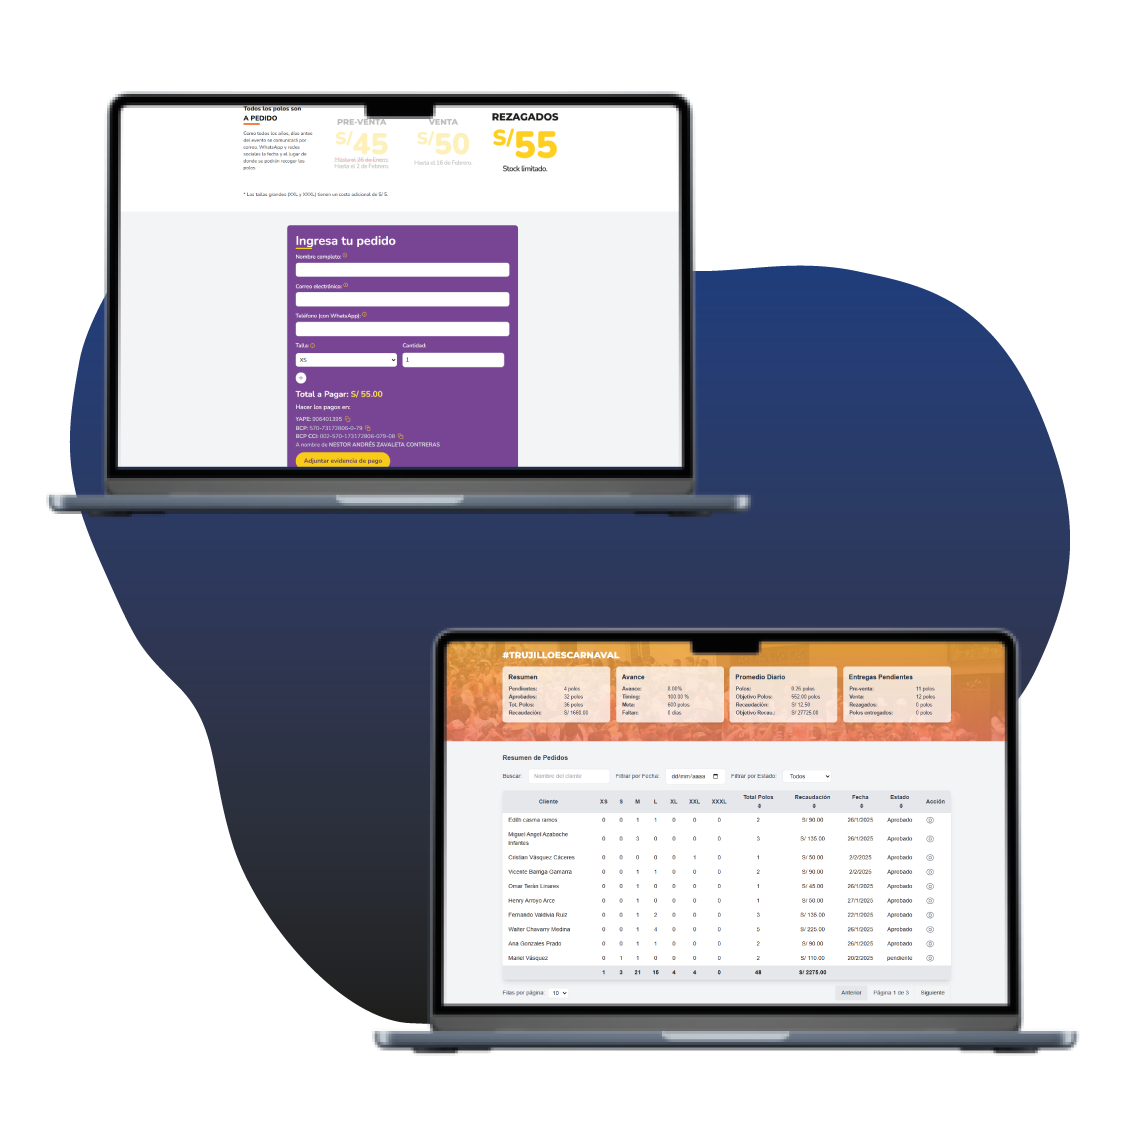 Todos los polos son
A PEDIDO
Como todos los años, días antes
del evento se comunicará por
correo, WhatsApp y redes
sociales la fecha y el lugar de
donde se podrán recoger los
polos.
PRE-VENTA
S/45
Hasta el 26 de Enero.
Hasta el 2 de Febrero.
VENTA
S/50
Hasta el 16 de Febrero.
REZAGADOS
S/55
Stock limitado.
* Las tallas grandes (XXL y XXXL) tienen un costo adicional de S/ 5.
Ingresa tu pedido
Nombre completo:
Correo electrónico:
Teléfono (con WhatsApp):
Talla: Cantidad:
XS 1
+
Total a Pagar: S/ 55.00
Hacer los pagos en:
YAPE:
BCP:
BCP CCI:
A nombre de NESTOR ANDRÉS ZAVALETA CONTRERAS
Adjuntar evidencia de pago
#TRUJILLOESCARNAVAL
Resumen
Pendientes: 4 polos
Aprobados: 32 polos
Tot. Polos: 36 polos
Recaudación: S/ 1660.00
Avance
Avance: 0.00%
Timing: 100.00 %
Meta: 600 polos
Faltan: 0 días
Promedio Diario
Polos: 0.26 polos
Objetivo Polos: 562.00 polos
Recaudación: S/ 12.50
Objetivo Recau.: S/ 27725.00
Entregas Pendientes
Pre-venta: 11 polos
Venta: 12 polos
Rezagados: 0 polos
Polos entregados: 0 polos
Resumen de Pedidos
Buscar: Nombre del cliente Filtrar por Fecha: dd/mm/aaaa Filtrar por Estado: Todos
Cliente XS S M L XL XXL XXXL Total Polos Recaudación Fecha Estado Acción
Edith casma ramos 0 0 1 1 0 0 0 2 S/ 90.00 26/1/2025 Aprobado
Miguel Angel Azabache
Infantes 0 0 3 0 0 0 0 3 S/ 135.00 26/1/2025 Aprobado
Cristian Vásquez Cáceres 0 0 0 0 0 1 0 1 S/ 50.00 2/2/2025 Aprobado
Vicente Barriga Gamarra 0 0 1 1 0 0 0 2 S/ 90.00 2/2/2025 Aprobado
Omar Terán Linares 0 0 1 0 0 0 0 1 S/ 45.00 26/1/2025 Aprobado
Henry Arroyo Arce 0 0 1 0 0 0 0 1 S/ 50.00 27/1/2025 Aprobado
Fernando Valdivia Ruiz 0 0 1 2 0 0 0 3 S/ 135.00 22/1/2025 Aprobado
Walter Chavarry Medina 0 0 1 4 0 0 0 5 S/ 225.00 26/1/2025 Aprobado
Ana Gonzales Prado 0 0 1 1 0 0 0 2 S/ 90.00 26/1/2025 Aprobado
Mariel Vásquez 0 1 1 0 0 0 0 2 S/ 110.00 20/2/2025 pendiente
1 3 21 15 4 4 0 48 S/ 2275.00
Filas por página: 10 Anterior Página 1 de 3 Siguiente